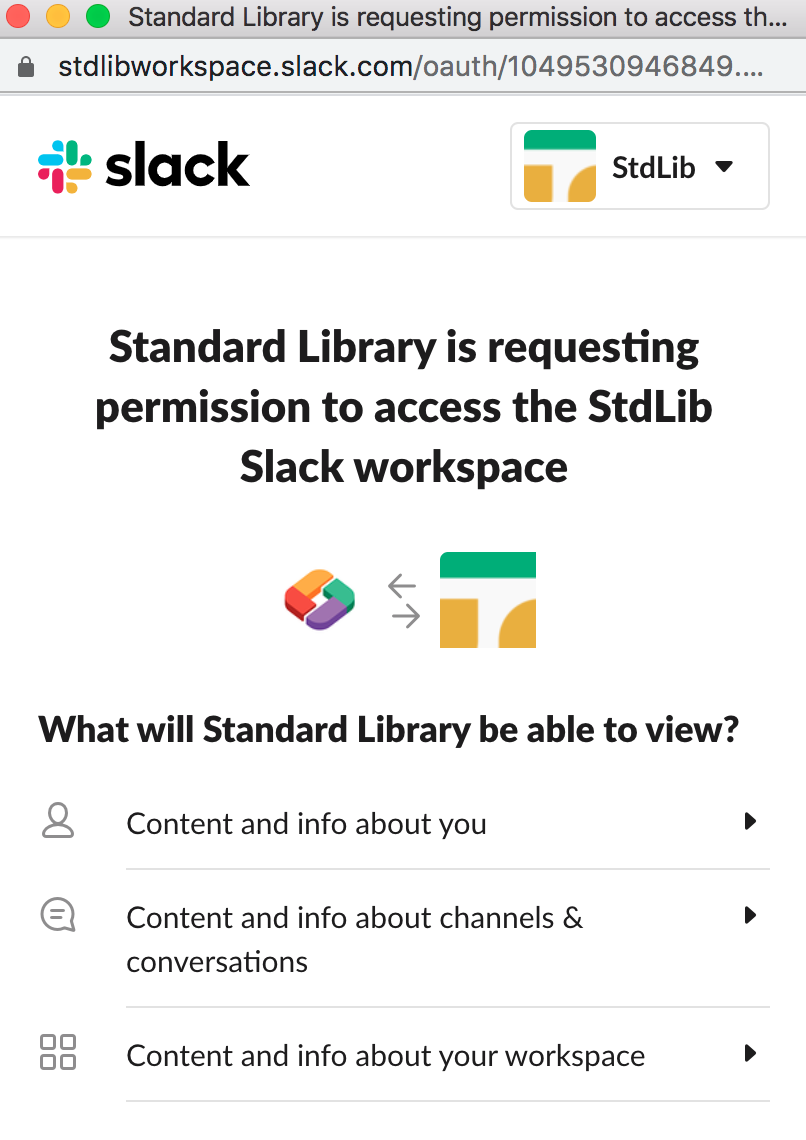 Standard Library is requesting permission to access th...
stdlibworkspace.slack.com/oauth/1049530946849....
slack
StdLib
Standard Library is requesting
permission to access the StdLib
Slack workspace
What will Standard Library be able to view?
Content and info about you
Content and info about channels &
conversations
Content and info about your workspace